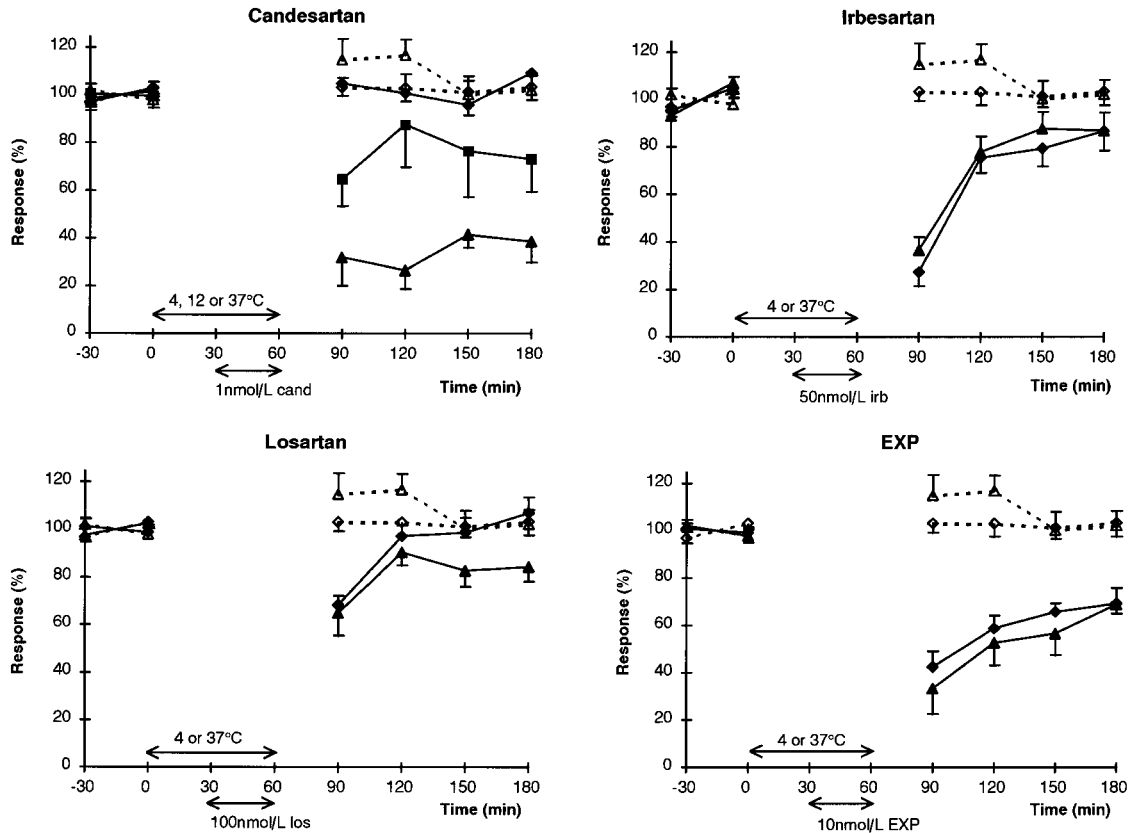 Candesartan
Response (%)
120
100
80
60
40
20
0
4, 12 or 37°C
-30 0 30 60 90 120 150 180
1nmol/L cand
Time (min)
Irbesartan
Response (%)
120
100
80
60
40
20
0
4 or 37°C
-30 0 30 60 90 120 150 180
50nmol/L irb
Time (min)
Losartan
Response (%)
120
100
80
60
40
20
0
4 or 37°C
-30 0 30 60 90 120 150 180
100nmol/L los
Time (min)
EXP
Response (%)
120
100
80
60
40
20
0
4 or 37°C
-30 0 30 60 90 120 150 180
10nmol/L EXP
Time (min)